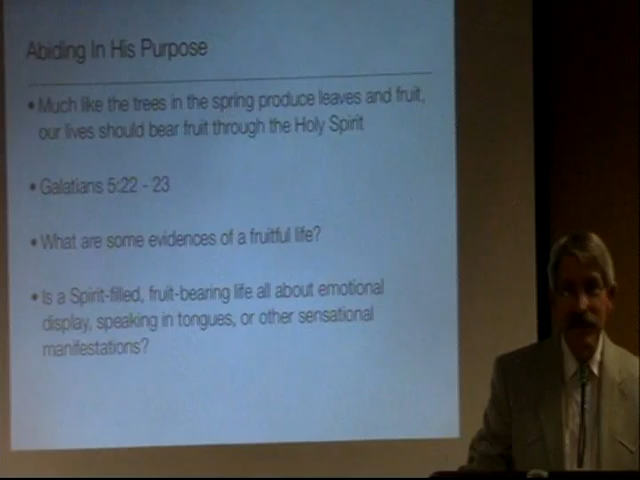 Abiding In His Purpose
• Much like the trees in the spring produce leaves and fruit,
our lives should bear fruit through the Holy Spirit
• Galatians 5:22 - 23
• What are some evidences of a fruitful life?
• Is a Spirit-filled, fruit-bearing life all about emotional
display, speaking in tongues, or other sensational
manifestations?